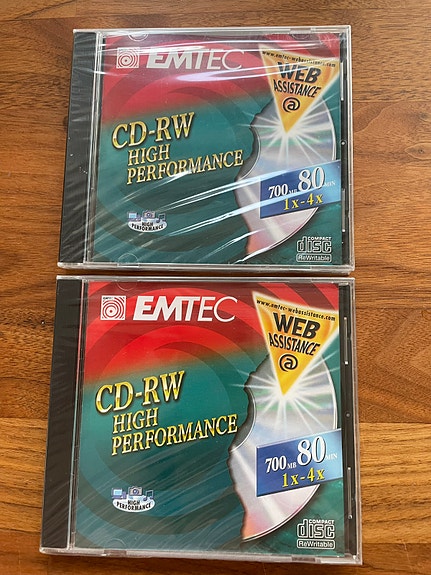 EMTEC
www.emtec-webassistance.com
WEB
ASSISTANCE
@
CD-RW
HIGH
PERFORMANCE
700 MB 80 MIN
1x-4x
HIGH
PERFORMANCE
COMPACT
disc
ReWritable
EMTEC
www.emtec-webassistance.com
WEB
ASSISTANCE
@
CD-RW
HIGH
PERFORMANCE
700 MB 80 MIN
1x-4x
HIGH
PERFORMANCE
COMPACT
disc
ReWritable